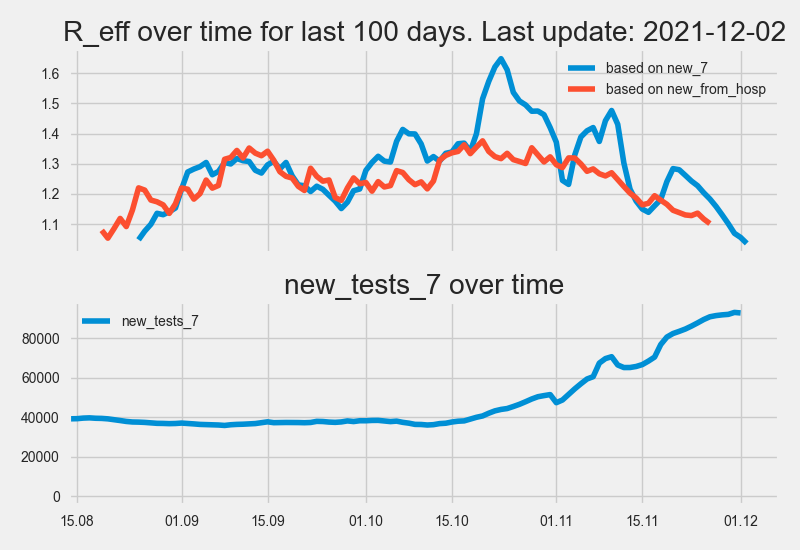 R_eff over time for last 100 days. Last update: 2021-12-02
1.6
1.5
1.4
1.3
1.2
1.1
based on new_7
based on new_from_hosp
new_tests_7 over time
80000
60000
40000
20000
0
new_tests_7
15.08 01.09 15.09 01.10 15.10 01.11 15.11 01.12